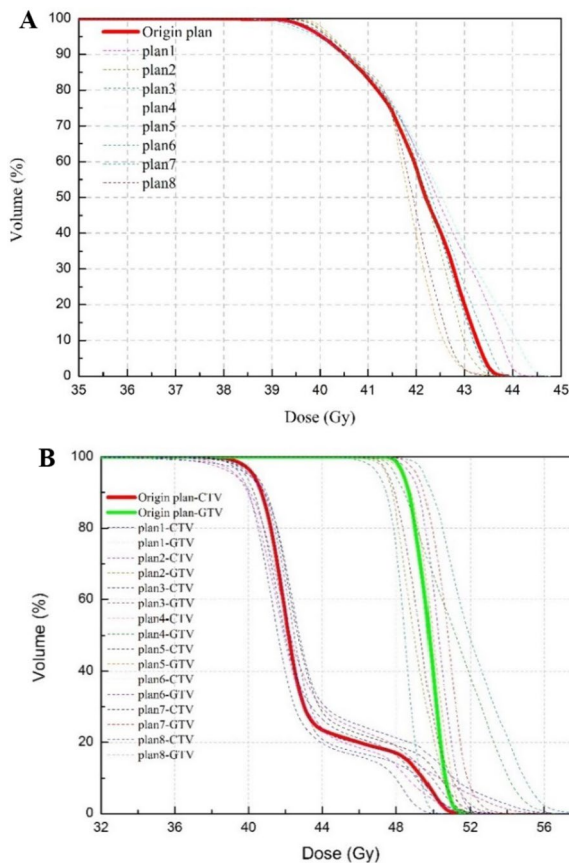 A
100
90
80
70
60
50
40
30
20
10
0
Volume (%)
Origin plan
plan1
plan2
plan3
plan4
plan5
plan6
plan7
plan8
35 36 37 38 39 40 41 42 43 44 45
Dose (Gy)
B
100
80
60
40
20
0
Volume (%)
Origin plan-CTV
Origin plan-GTV
plan1-CTV
plan1-GTV
plan2-CTV
plan2-GTV
plan3-CTV
plan3-GTV
plan4-CTV
plan4-GTV
plan5-CTV
plan5-GTV
plan6-CTV
plan6-GTV
plan7-CTV
plan7-GTV
plan8-CTV
plan8-GTV
32 36 40 44 48 52 56
Dose (Gy)